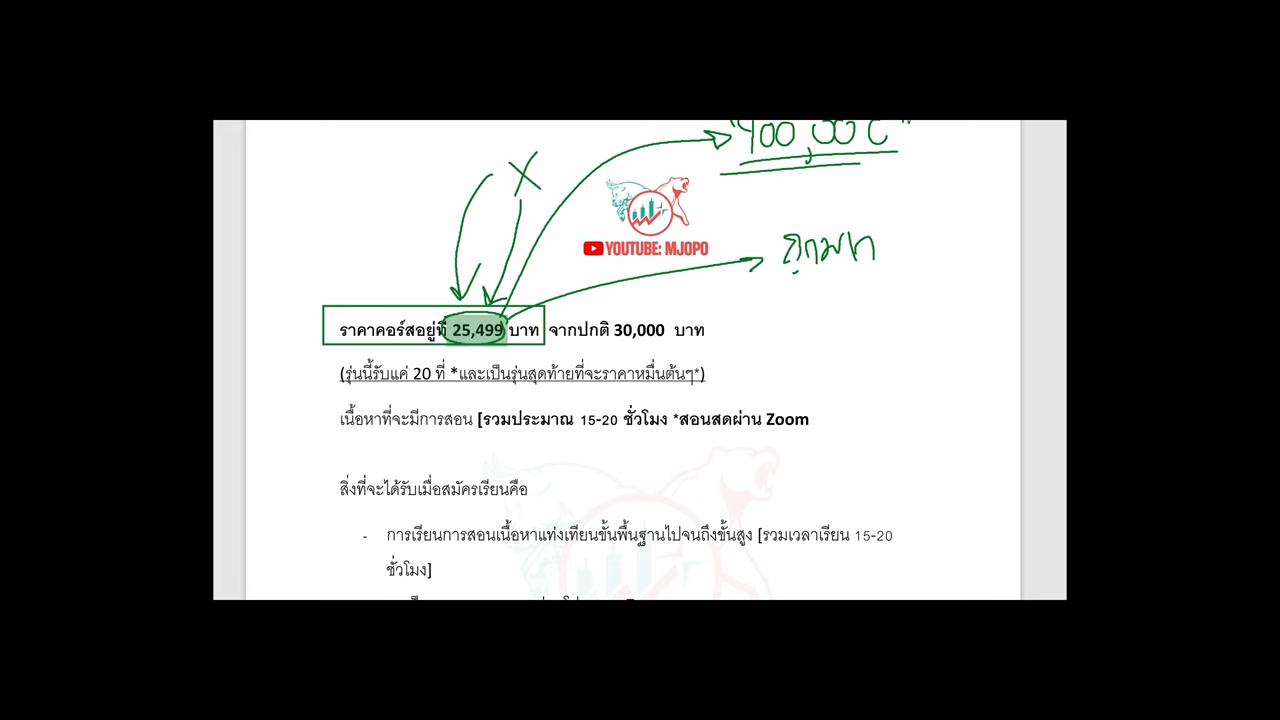 "400,000"
YOUTUBE: MJOPO
ถูกมาก
ราคาคอร์สอยู่ที่ 25,499 บาท จากปกติ 30,000 บาท
(รุ่นนี้รับแค่ 20 ที่ *และเป็นรุ่นสุดท้ายที่จะราคาหมื่นต้นๆ*)
เนื้อหาที่จะมีการสอน [รวมประมาณ 15-20 ชั่วโมง *สอนสดผ่าน Zoom
สิ่งที่จะได้รับเมื่อสมัครเรียนคือ
- การเรียนการสอนเนื้อหาแท่งเทียนขั้นพื้นฐานไปจนถึงขั้นสูง [รวมเวลาเรียน 15-20
ชั่วโมง]